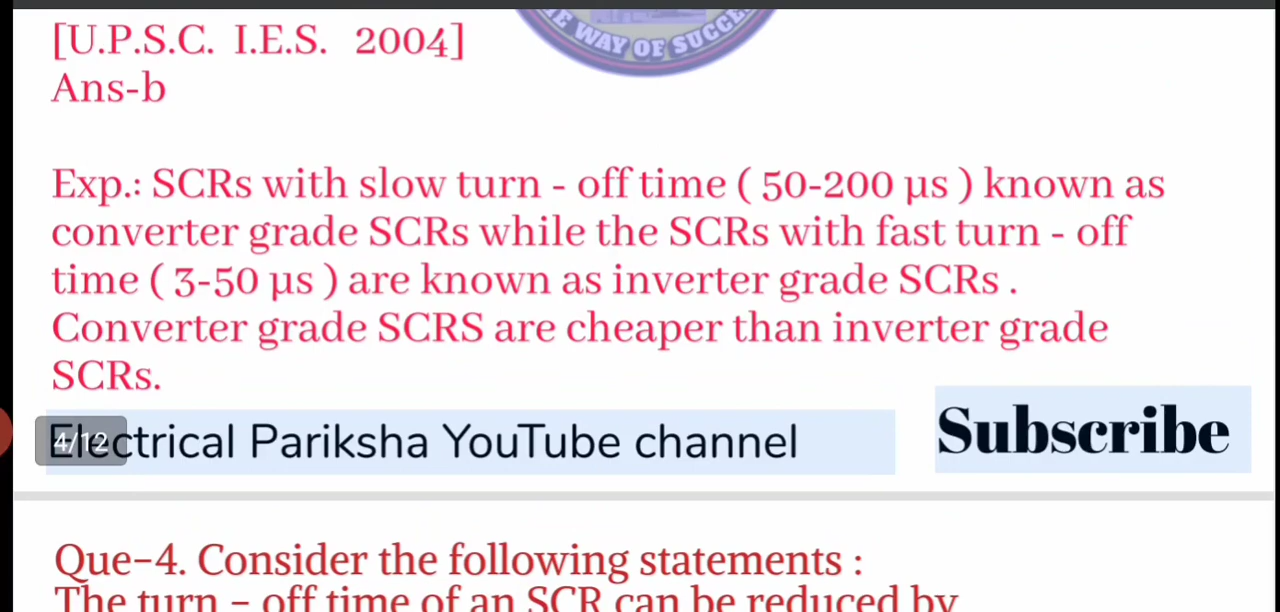 THE WAY OF SUCCE
[U.P.S.C. I.E.S. 2004]
Ans-b
Exp.: SCRs with slow turn - off time ( 50-200 µs ) known as
converter grade SCRs while the SCRs with fast turn - off
time ( 3-50 µs ) are known as inverter grade SCRs .
Converter grade SCRS are cheaper than inverter grade
SCRs.
4/12
Electrical Pariksha YouTube channel
Subscribe
Que-4. Consider the following statements :
The turn - off time of an SCR can be reduced by